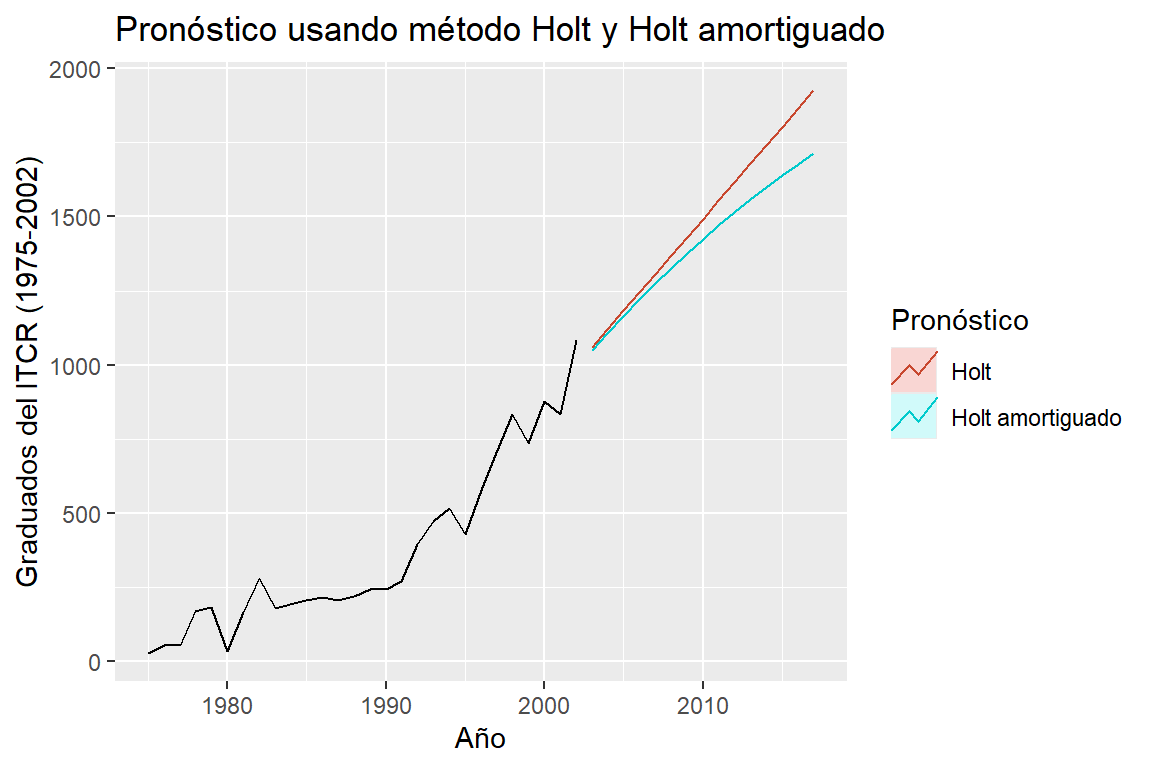 Pronóstico usando método Holt y Holt amortiguado
Graduados del ITCR (1975-2002)
2000
1500
1000
500
0
1980
1990
2000
2010
Año
Pronóstico
Holt
Holt amortiguado